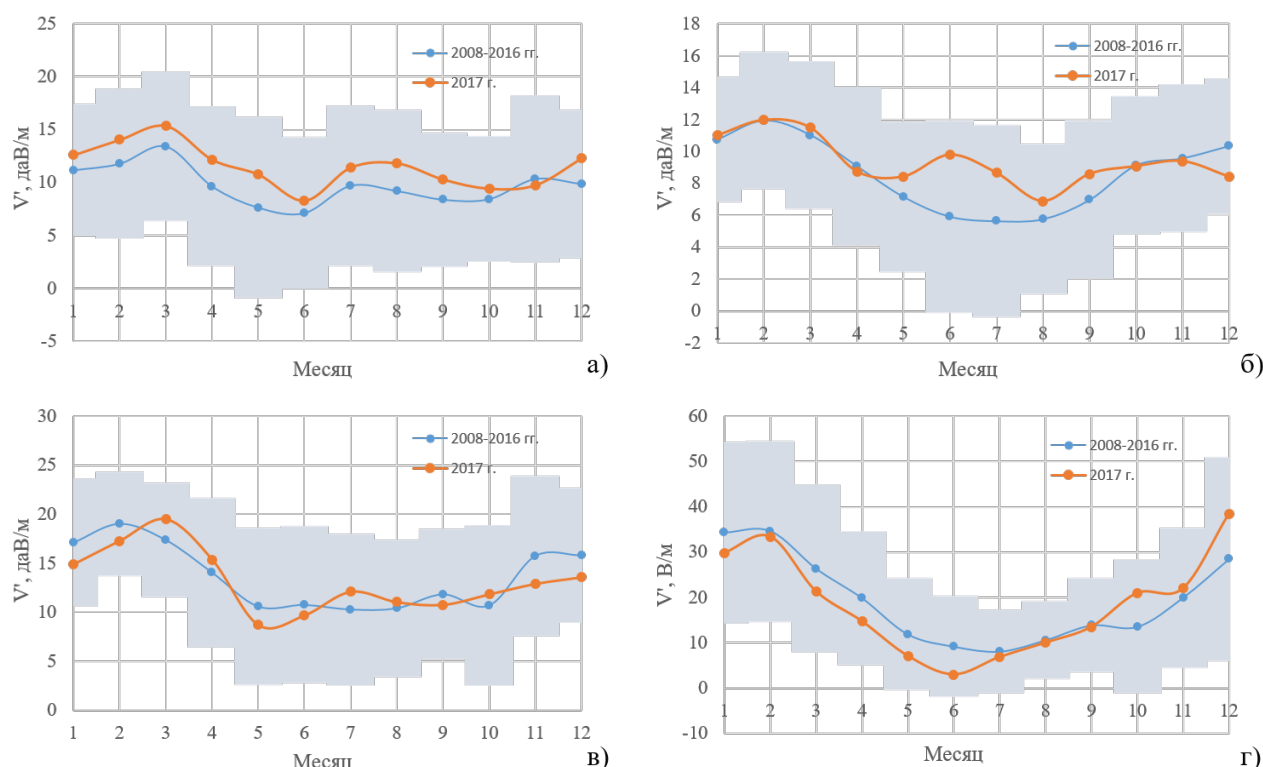 25
20
15
10
5
0
-5
V', даВ/м
1 2 3 4 5 6 7 8 9 10 11 12
Месяц
2008-2016 гг.
2017 г.
а)
18
16
14
12
10
8
6
4
2
0
-2
V', даВ/м
1 2 3 4 5 6 7 8 9 10 11 12
Месяц
2008-2016 гг.
2017 г.
б)
30
25
20
15
10
5
0
V', даВ/м
1 2 3 4 5 6 7 8 9 10 11 12
Месяц
2008-2016 гг.
2017 г.
в)
60
50
40
30
20
10
0
-10
V', В/м
1 2 3 4 5 6 7 8 9 10 11 12
Месяц
2008-2016 гг.
2017 г.
г)